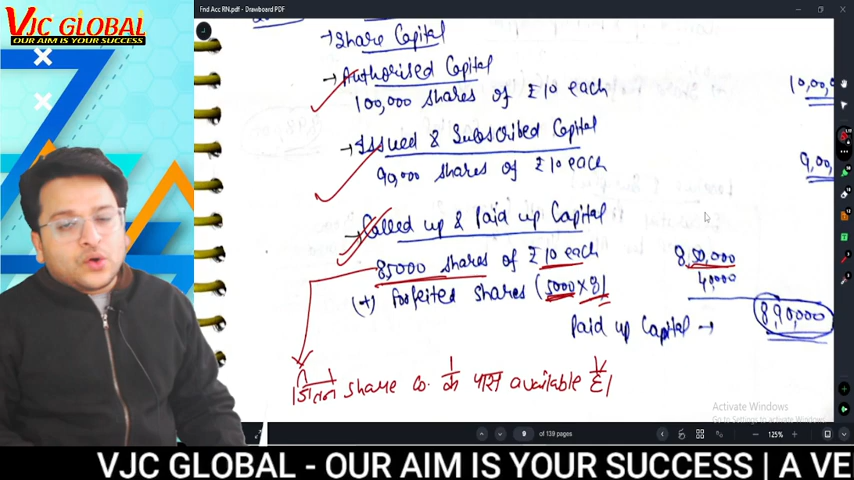 VJC GLOBAL
OUR AIM IS YOUR SUCCESS
Fnd Acc RN.pdf - Drawboard PDF
→ Share Capital
→ Authorised Capital
100,000 shares of ₹10 each 10,00,
→ Issued & Subscribed Capital
90,000 shares of ₹10 each 9,00,
→ Called up & Paid up Capital
85000 shares of ₹10 each 8,50,000
(+) Forfeited shares (5000×8) 40,000
Paid up Capital → 8,90,000
जितने share co. के पास available हैं।
Activate Windows
Go to Settings to activate Windows.
9 of 139 pages
125%
VJC GLOBAL - OUR AIM IS YOUR SUCCESS | A VE